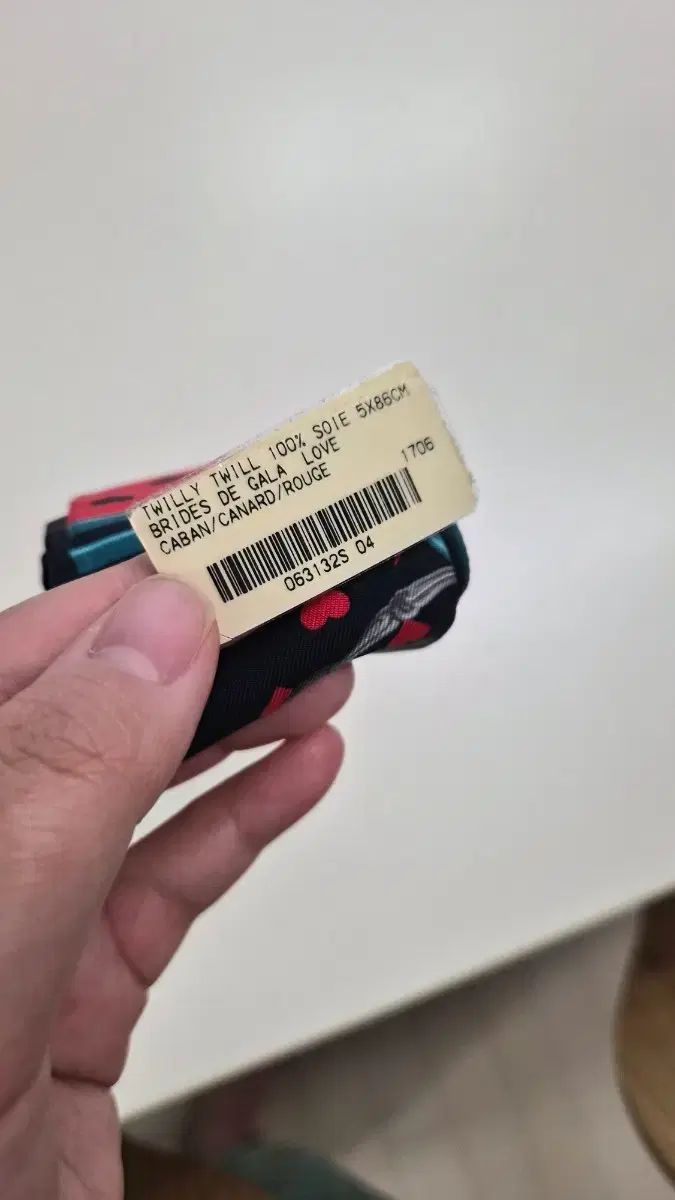 TWILLY TWILL 100% SOIE 5X86CM
BRIDES DE GALA LOVE
CABAN/CANARD/ROUGE 1706
063132S 04